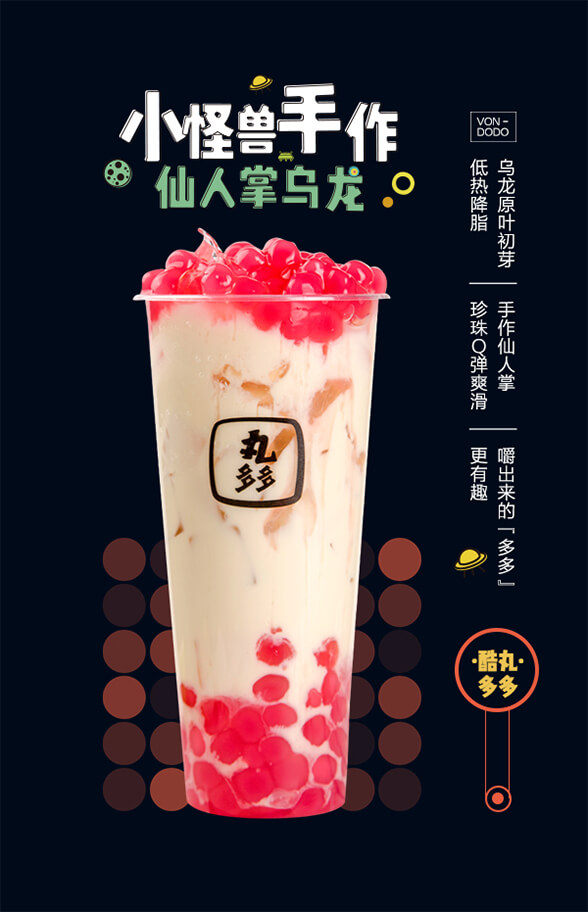 小怪兽手作
仙人掌乌龙
VON-
DODO
乌龙原叶初芽
低热降脂
手作仙人掌
珍珠Q弹爽滑
嚼出来的『多多』
更有趣
丸
多多
·酷丸·
多多